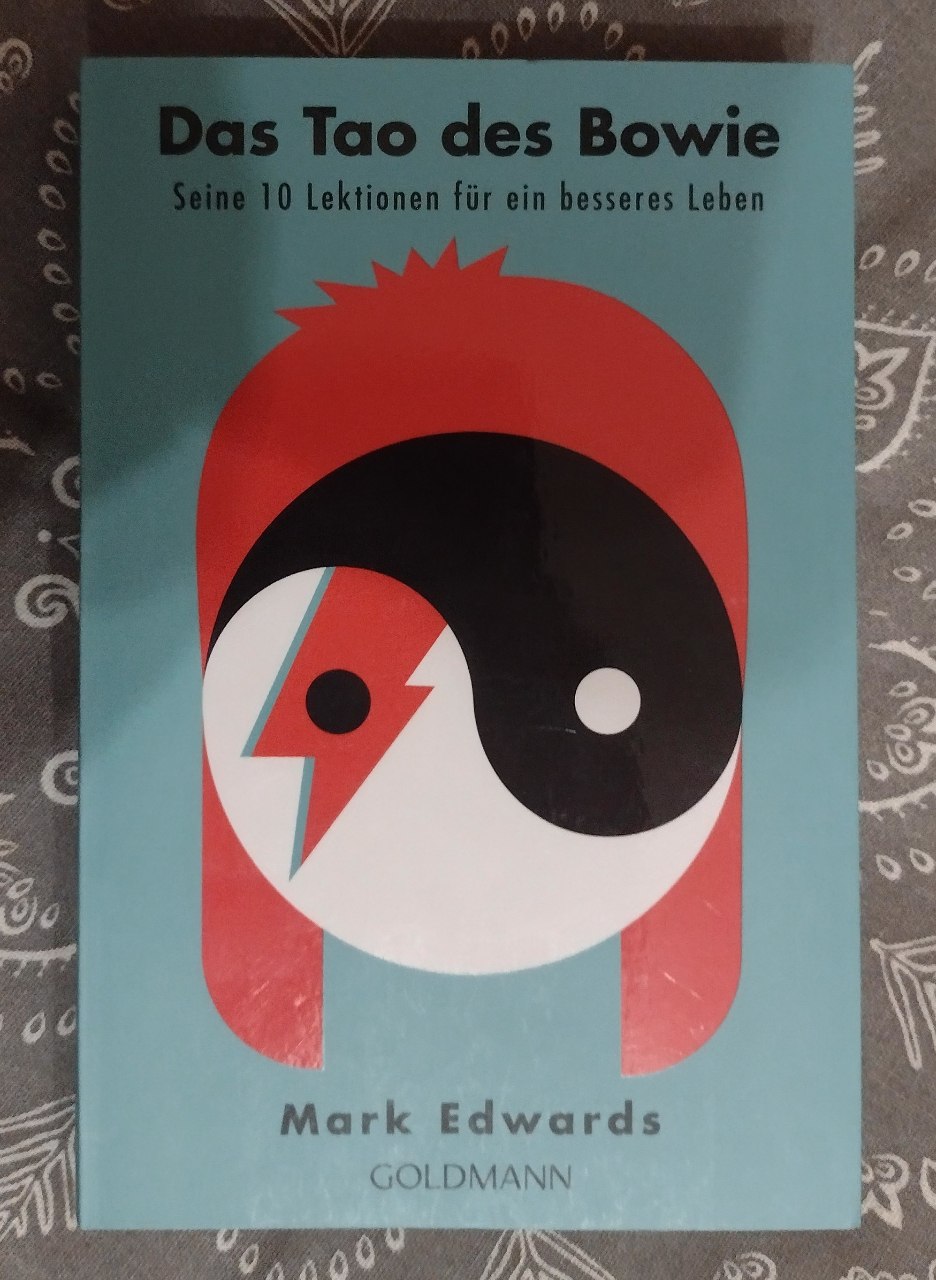 Das Tao des Bowie
Seine 10 Lektionen für ein besseres Leben
Mark Edwards
GOLDMANN